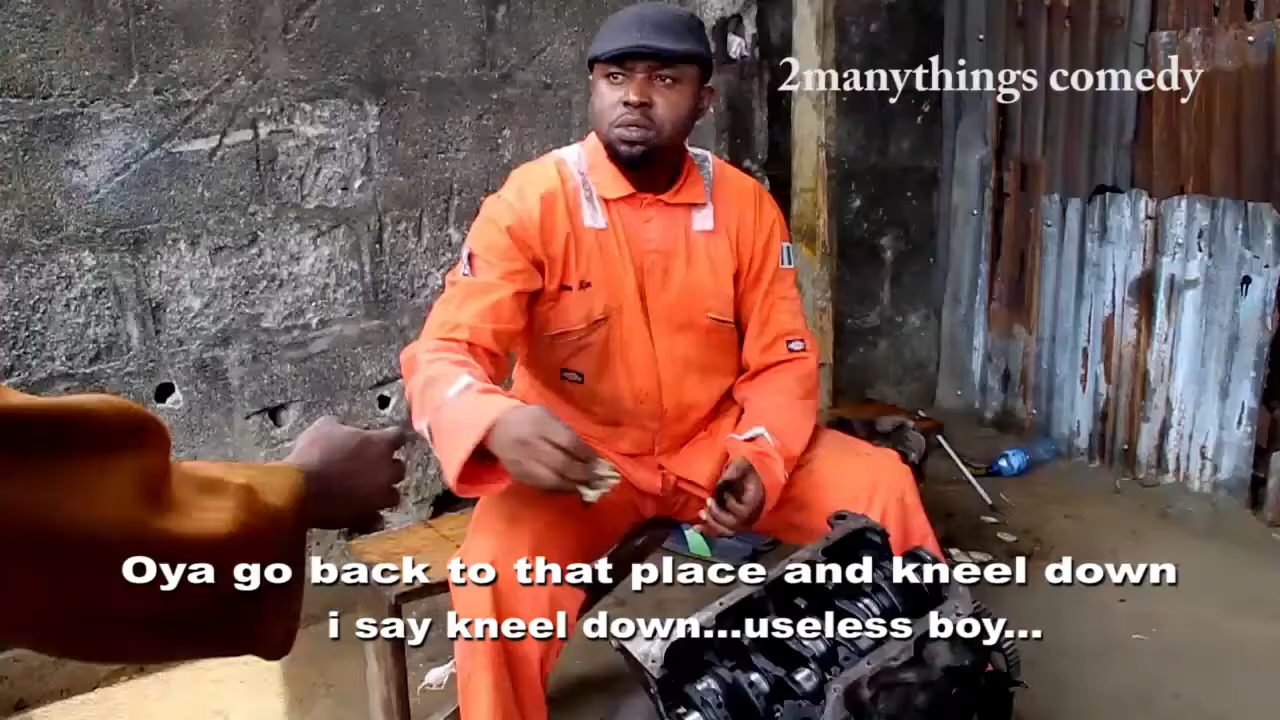 2manythings comedy
Oya go back to that place and kneel down
i say kneel down...useless boy...